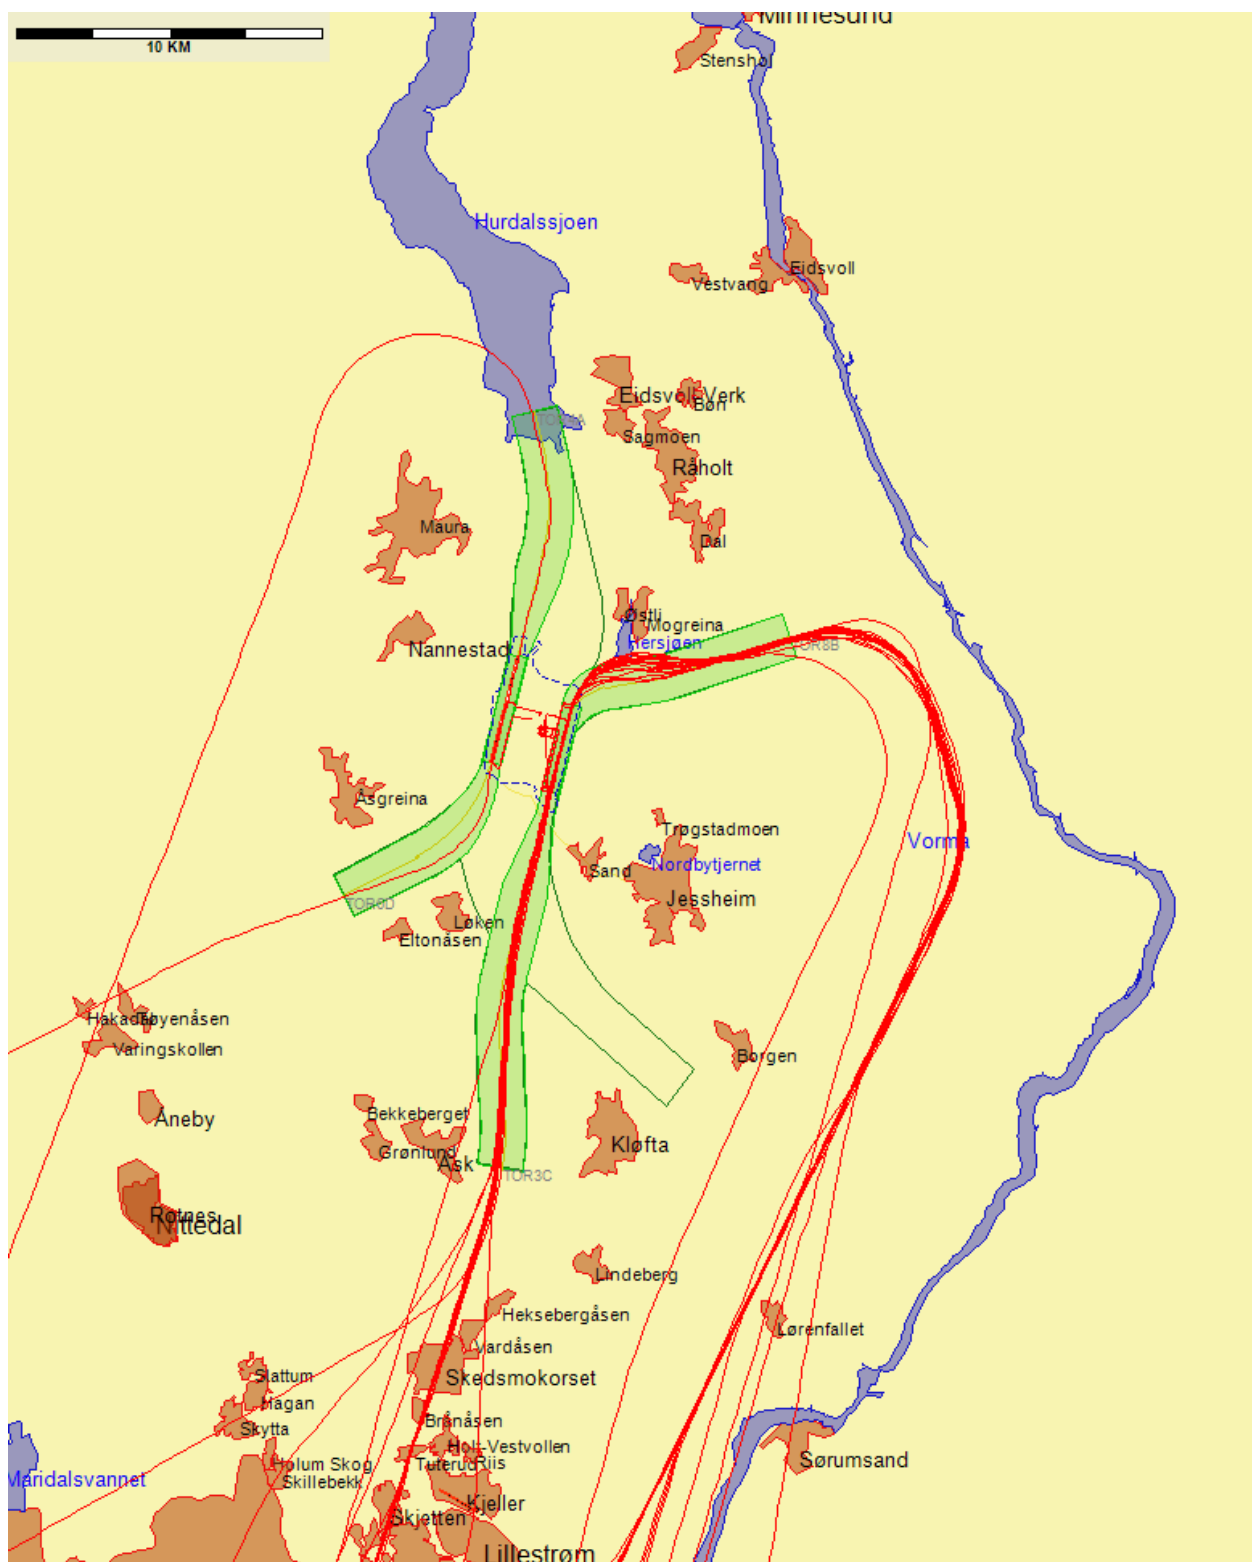 Minnesund
10 KM
Stenshoj
Hurdalssjoen
Eidsvoll
Vestvang
Eidsvoll Verk
Bøn
TOR4A
Sagmoen
Råholt
Maura
Dal
Østli
Mogreina
Hersjøen
TOR8B
Nannestad
Åsgreina
Trøgstadmoen
Vorma
Nordbytjernet
Sand
Jessheim
TOR0D
Løken
Eltonåsen
Hakadal
Tøyenåsen
Varingskollen
Borgen
Bekkeberget
Åneby
Grønlund
Kløfta
Ask
TOR3C
Rotnes
Nittedal
Lindeberg
Heksebergåsen
Lørenfallet
Vardåsen
Slattum
Skedsmokorset
Hagan
Brånåsen
Skytta
Holt-Vestvollen
Holum Skog
Tuterud
Riis
Sørumsand
Maridalsvannet
Skillebekk
Kjeller
Skjetten
Lillestrøm